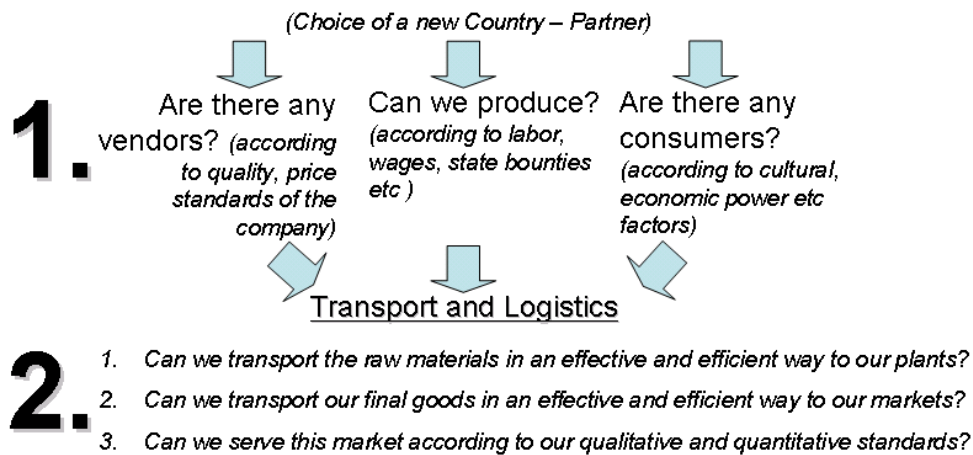 (Choice of a new Country – Partner)
1.
Are there any
vendors? (according
to quality, price
standards of the
company)
Can we produce?
(according to labor,
wages, state bounties
etc )
Are there any
consumers?
(according to cultural,
economic power etc
factors)
Transport and Logistics
2.
1. Can we transport the raw materials in an effective and efficient way to our plants?
2. Can we transport our final goods in an effective and efficient way to our markets?
3. Can we serve this market according to our qualitative and quantitative standards?